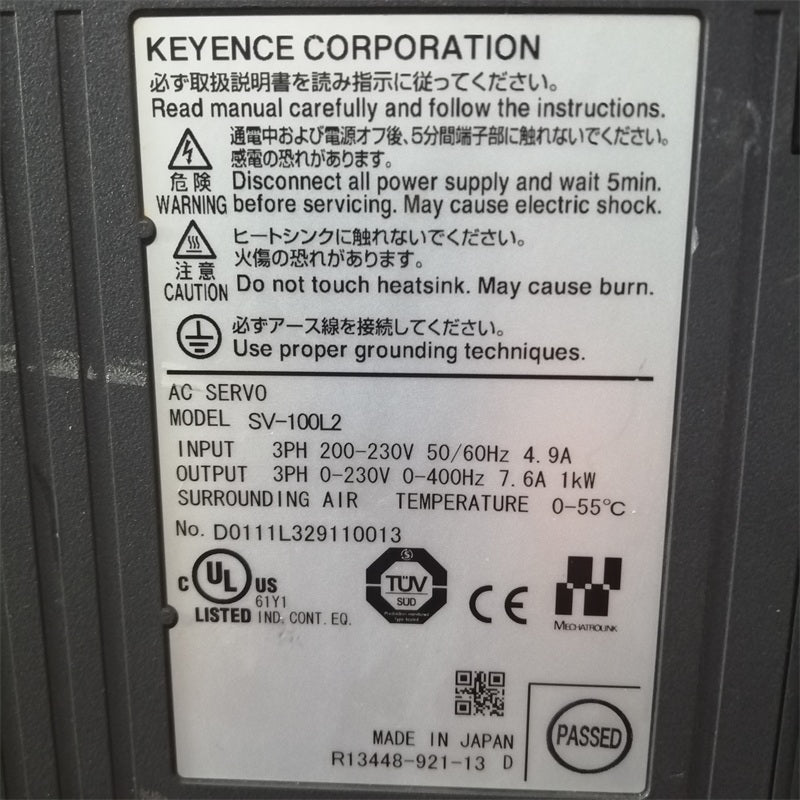 KEYENCE CORPORATION
必ず取扱説明書を読み指示に従ってください。
Read manual carefully and follow the instructions.
通電中および電源オフ後、5分間端子部に触れないでください。
感電の恐れがあります。
危険 Disconnect all power supply and wait 5min.
WARNING before servicing. May cause electric shock.
ヒートシンクに触れないでください。
火傷の恐れがあります。
注意
CAUTION Do not touch heatsink. May cause burn.
必ずアース線を接続してください。
Use proper grounding techniques.
AC SERVO
MODEL SV-100L2
INPUT 3PH 200-230V 50/60Hz 4.9A
OUTPUT 3PH 0-230V 0-400Hz 7.6A 1kW
SURROUNDING AIR TEMPERATURE 0-55℃
No. D0111L329110013
C UL US
61Y1
LISTED IND. CONT. EQ.
TÜV
SÜD
CE
MECHATROLINK
PASSED
MADE IN JAPAN
R13448-921-13 D